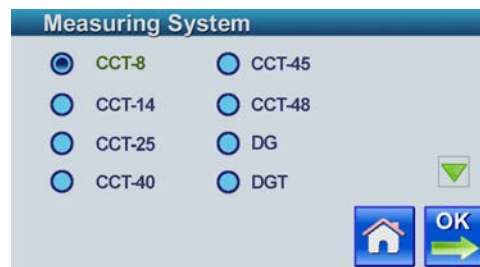 Measuring System
CCT-8
CCT-14
CCT-25
CCT-40
CCT-45
CCT-48
DG
DGT
OK